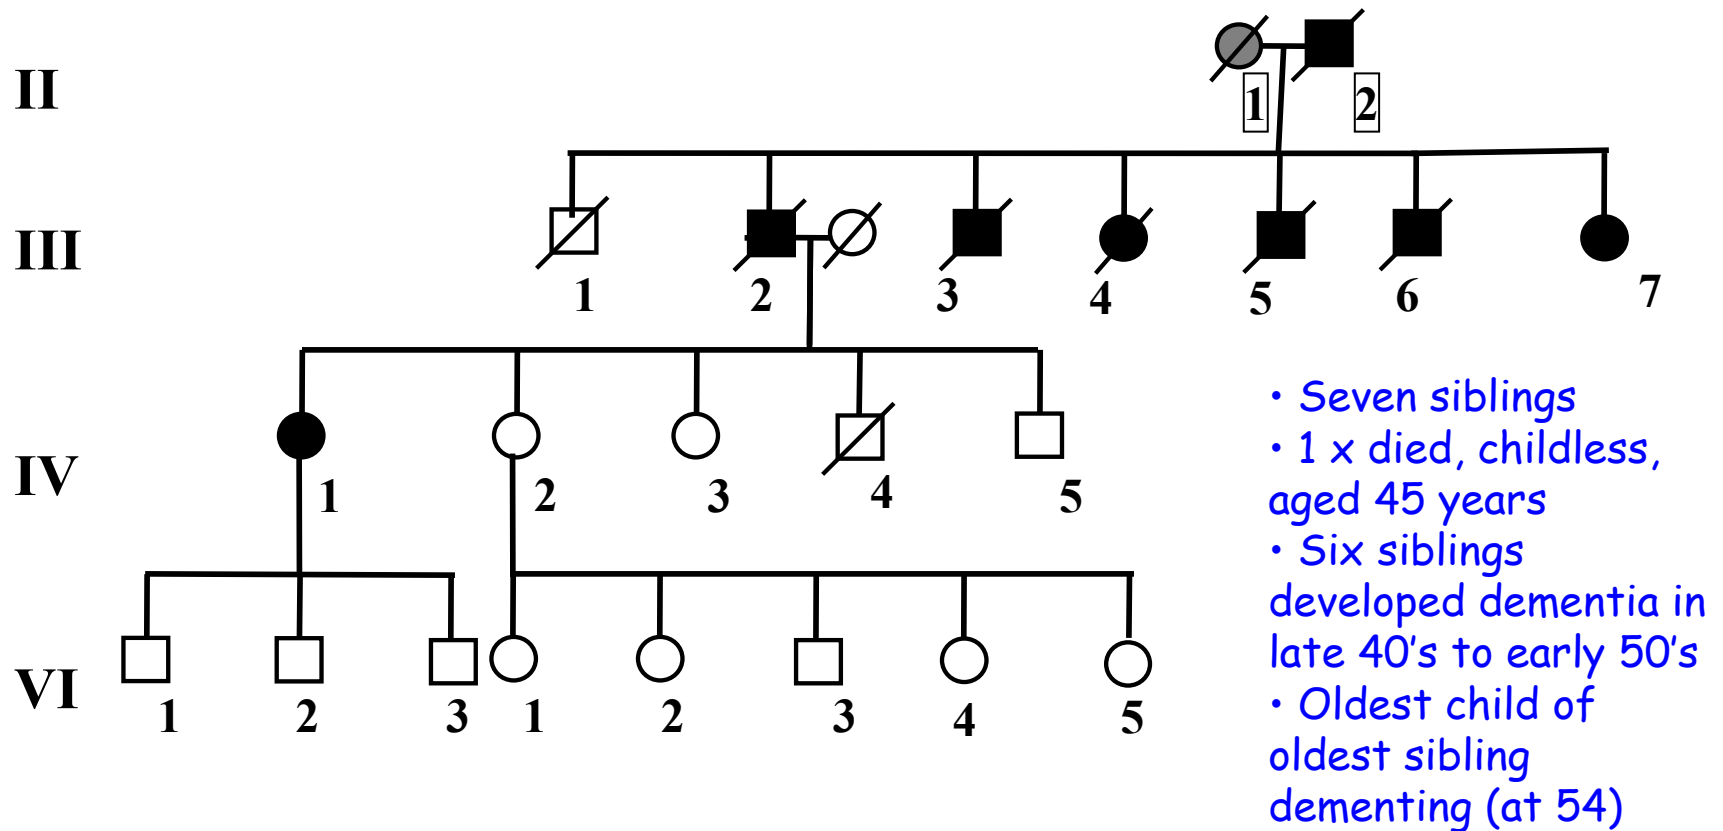 II
1 2
III
1 2 3 4 5 6 7
IV
1 2 3 4 5
VI
1 2 3 1 2 3 4 5
• Seven siblings
• 1 x died, childless,
aged 45 years
• Six siblings
developed dementia in
late 40's to early 50's
• Oldest child of
oldest sibling
dementing (at 54)